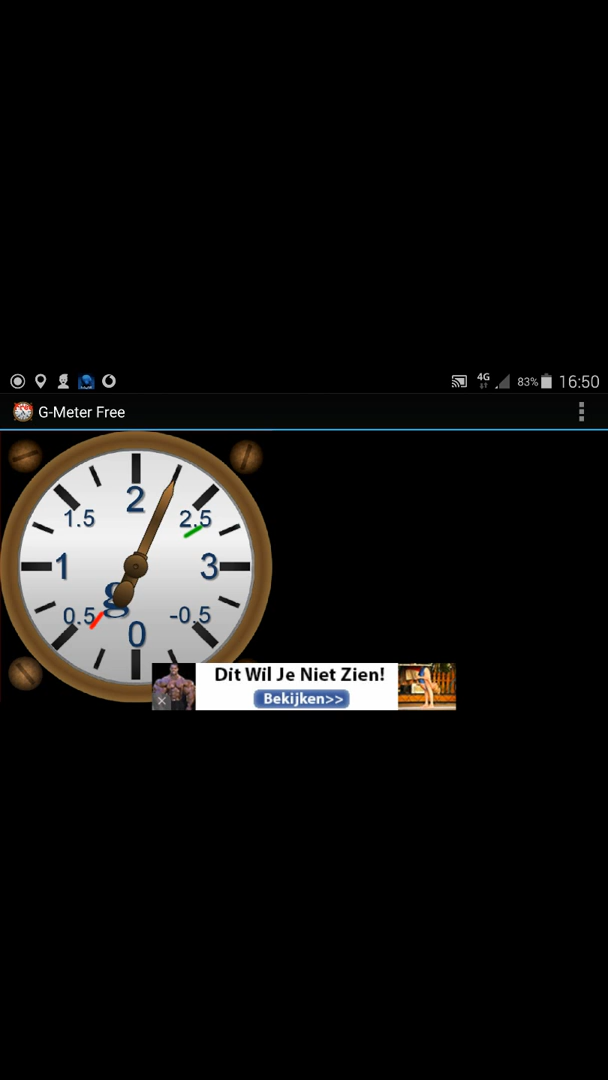 4G 83% 16:50
G-Meter Free
2
1.5 2.5
1 3
g
0.5 -0.5
0
Dit Wil Je Niet Zien!
Bekijken>>